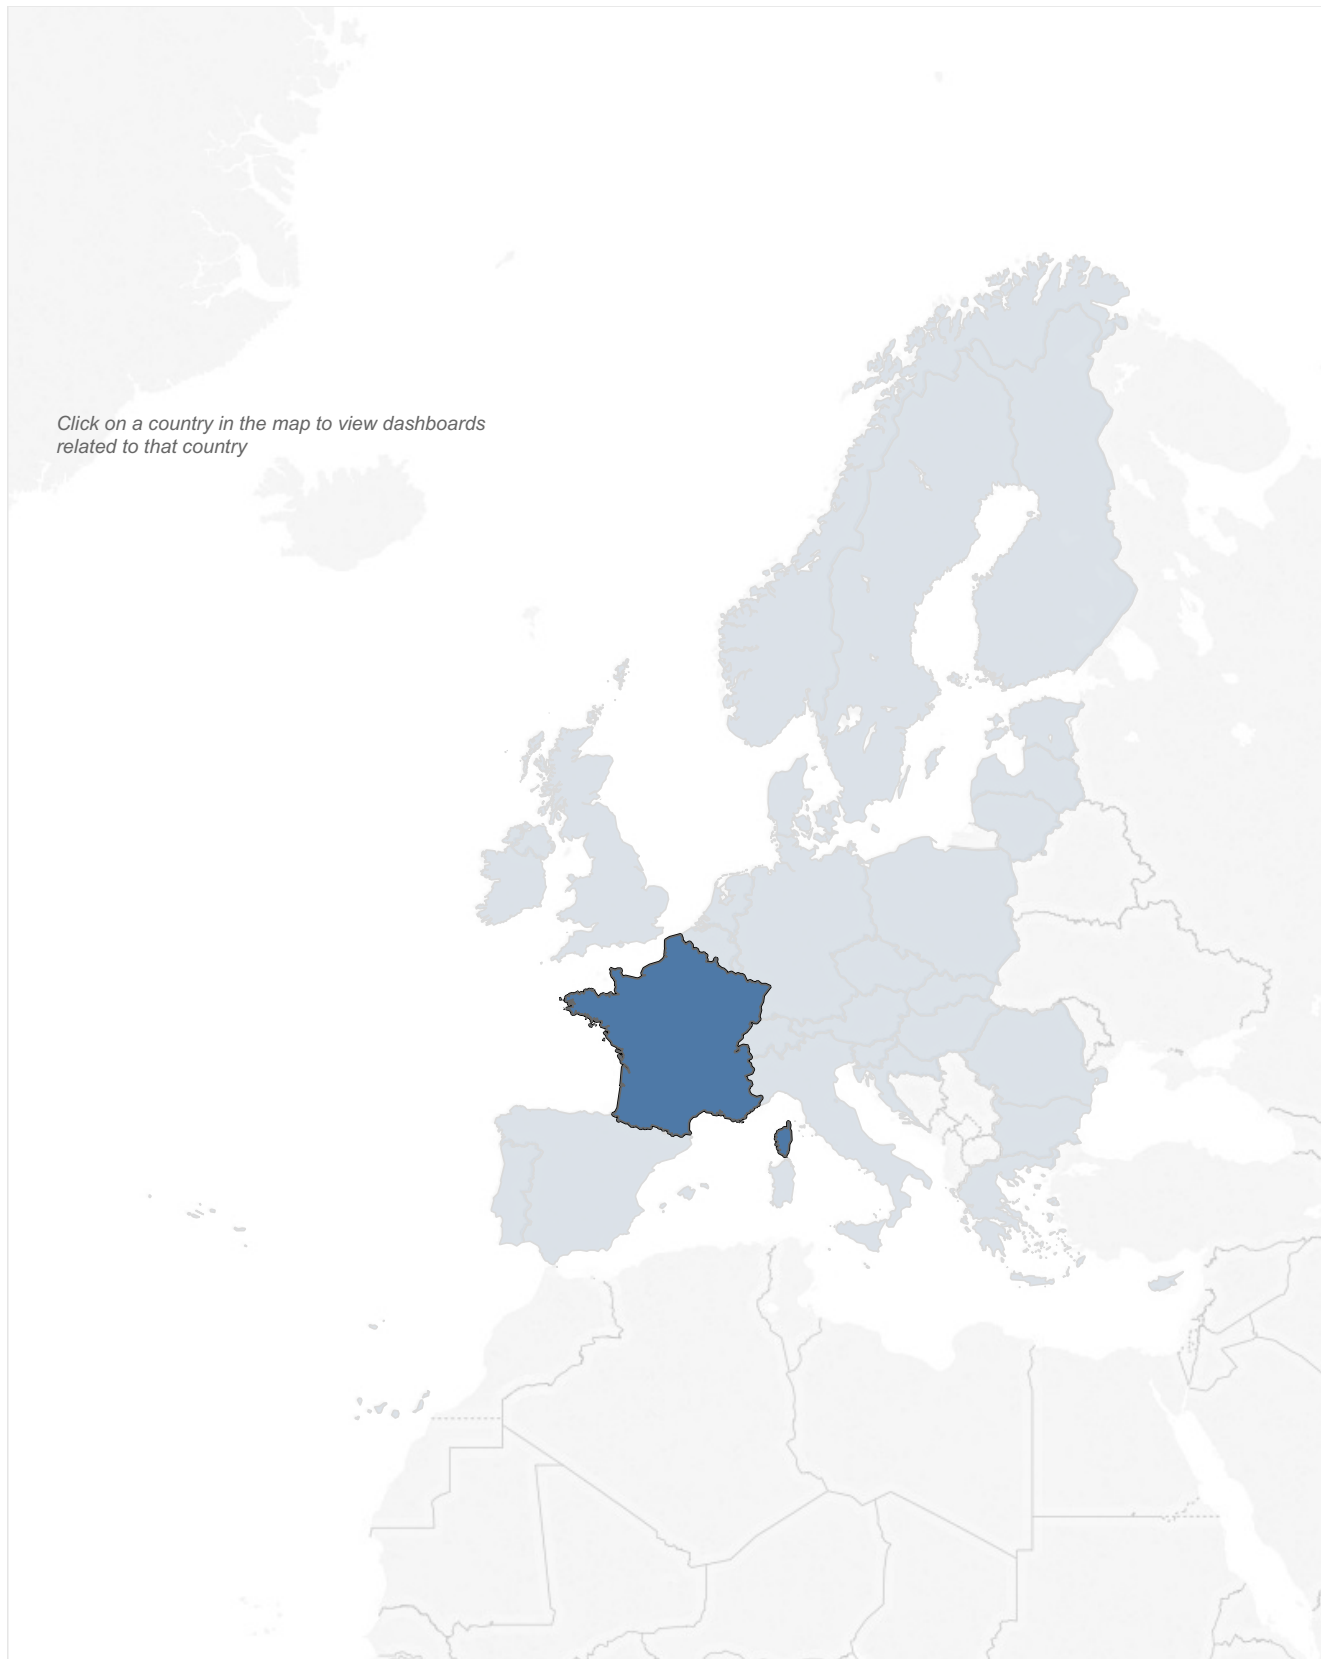 Click on a country in the map to view dashboards
related to that country